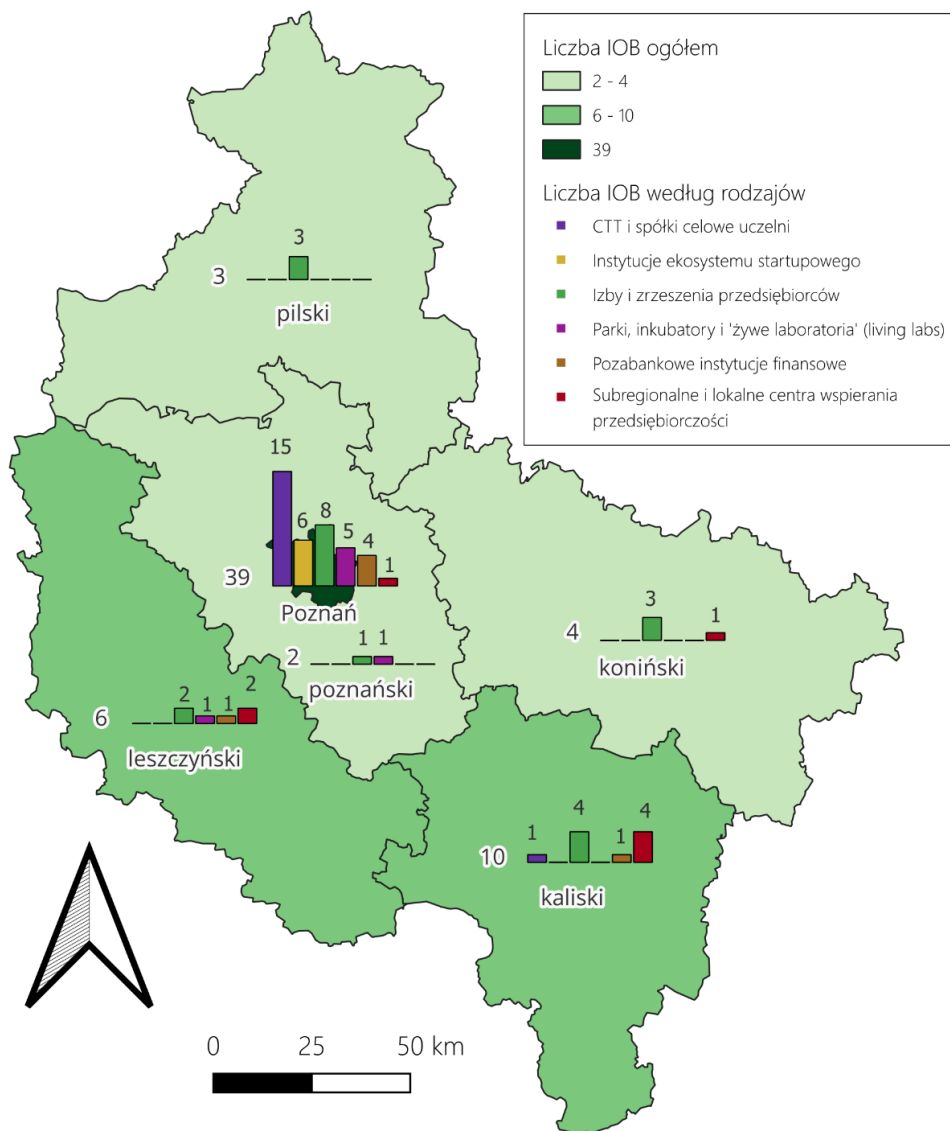 Liczba IOB ogółem
2 - 4
6 - 10
39
Liczba IOB według rodzajów
CTT i spółki celowe uczelni
Instytucje ekosystemu startupowego
Izby i zrzeszenia przedsiębiorców
Parki, inkubatory i 'żywe laboratoria' (living labs)
Pozabankowe instytucje finansowe
Subregionalne i lokalne centra wspierania
przedsiębiorczości
3
3
pilski
15
6
8
5
4
1
39
Poznań
2
1
1
poznański
4
3
1
koniński
6
2
1
1
2
leszczyński
10
1
4
1
4
kaliski
0
25
50 km